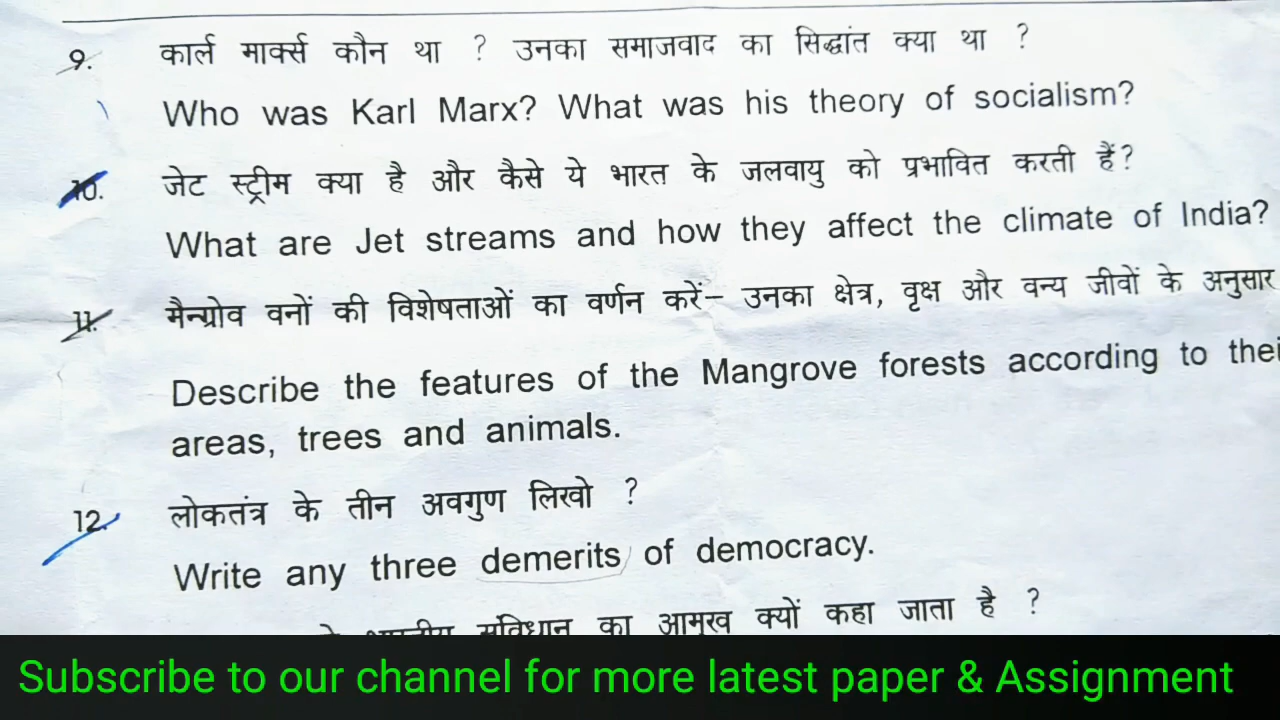 9. कार्ल मार्क्स कौन था ? उनका समाजवाद का सिद्धांत क्या था ?
Who was Karl Marx? What was his theory of socialism?
10. जेट स्ट्रीम क्या है और कैसे ये भारत के जलवायु को प्रभावित करती हैं?
What are Jet streams and how they affect the climate of India?
11. मैन्ग्रोव वनों की विशेषताओं का वर्णन करें– उनका क्षेत्र, वृक्ष और वन्य जीवों के अनुसार
Describe the features of the Mangrove forests according to thei
areas, trees and animals.
12. लोकतंत्र के तीन अवगुण लिखो ?
Write any three demerits of democracy.
संविधान का आमुख क्यों कहा जाता है ?
Subscribe to our channel for more latest paper & Assignment